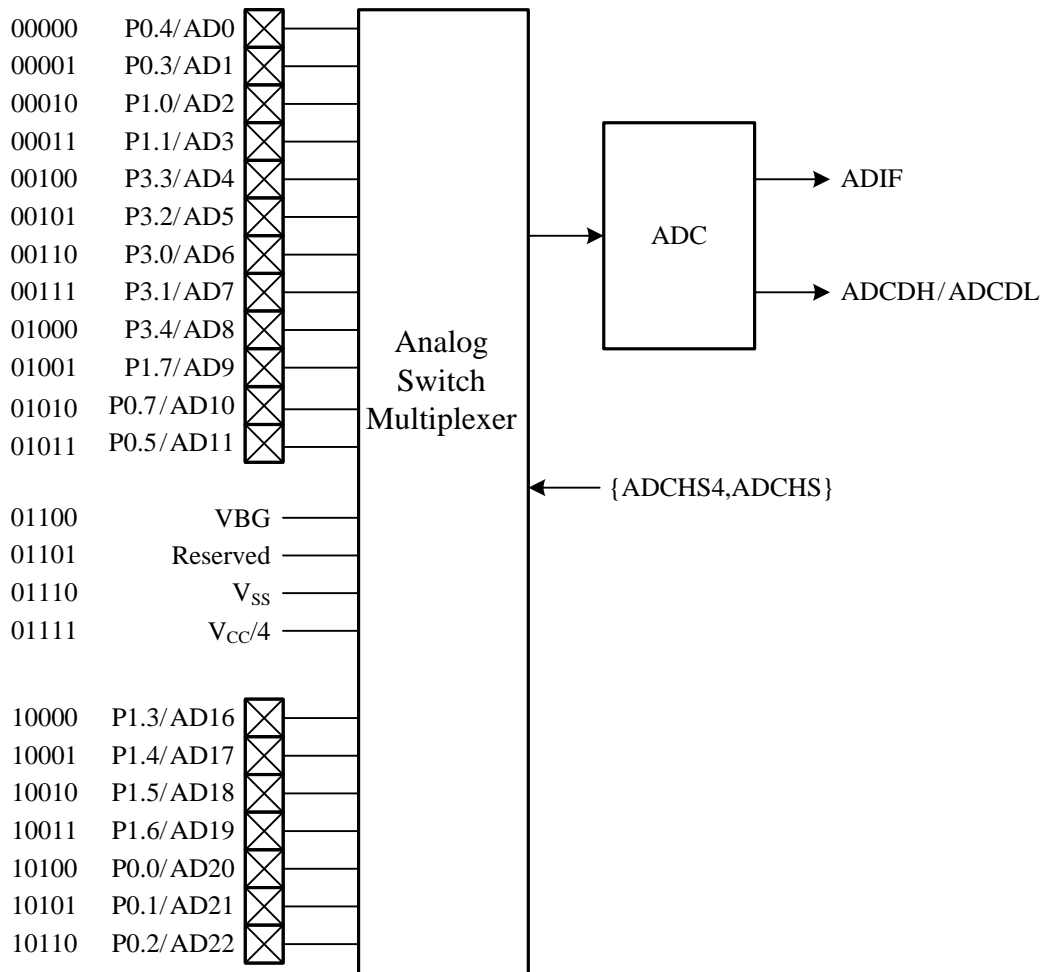 00000 P0.4/AD0
00001 P0.3/AD1
00010 P1.0/AD2
00011 P1.1/AD3
00100 P3.3/AD4
00101 P3.2/AD5
00110 P3.0/AD6
00111 P3.1/AD7
01000 P3.4/AD8
01001 P1.7/AD9
01010 P0.7/AD10
01011 P0.5/AD11
01100 VBG
01101 Reserved
01110 VSS
01111 VCC/4
10000 P1.3/AD16
10001 P1.4/AD17
10010 P1.5/AD18
10011 P1.6/AD19
10100 P0.0/AD20
10101 P0.1/AD21
10110 P0.2/AD22
Analog
Switch
Multiplexer
ADC
ADIF
ADCDH/ADCDL
{ADCHS4,ADCHS}